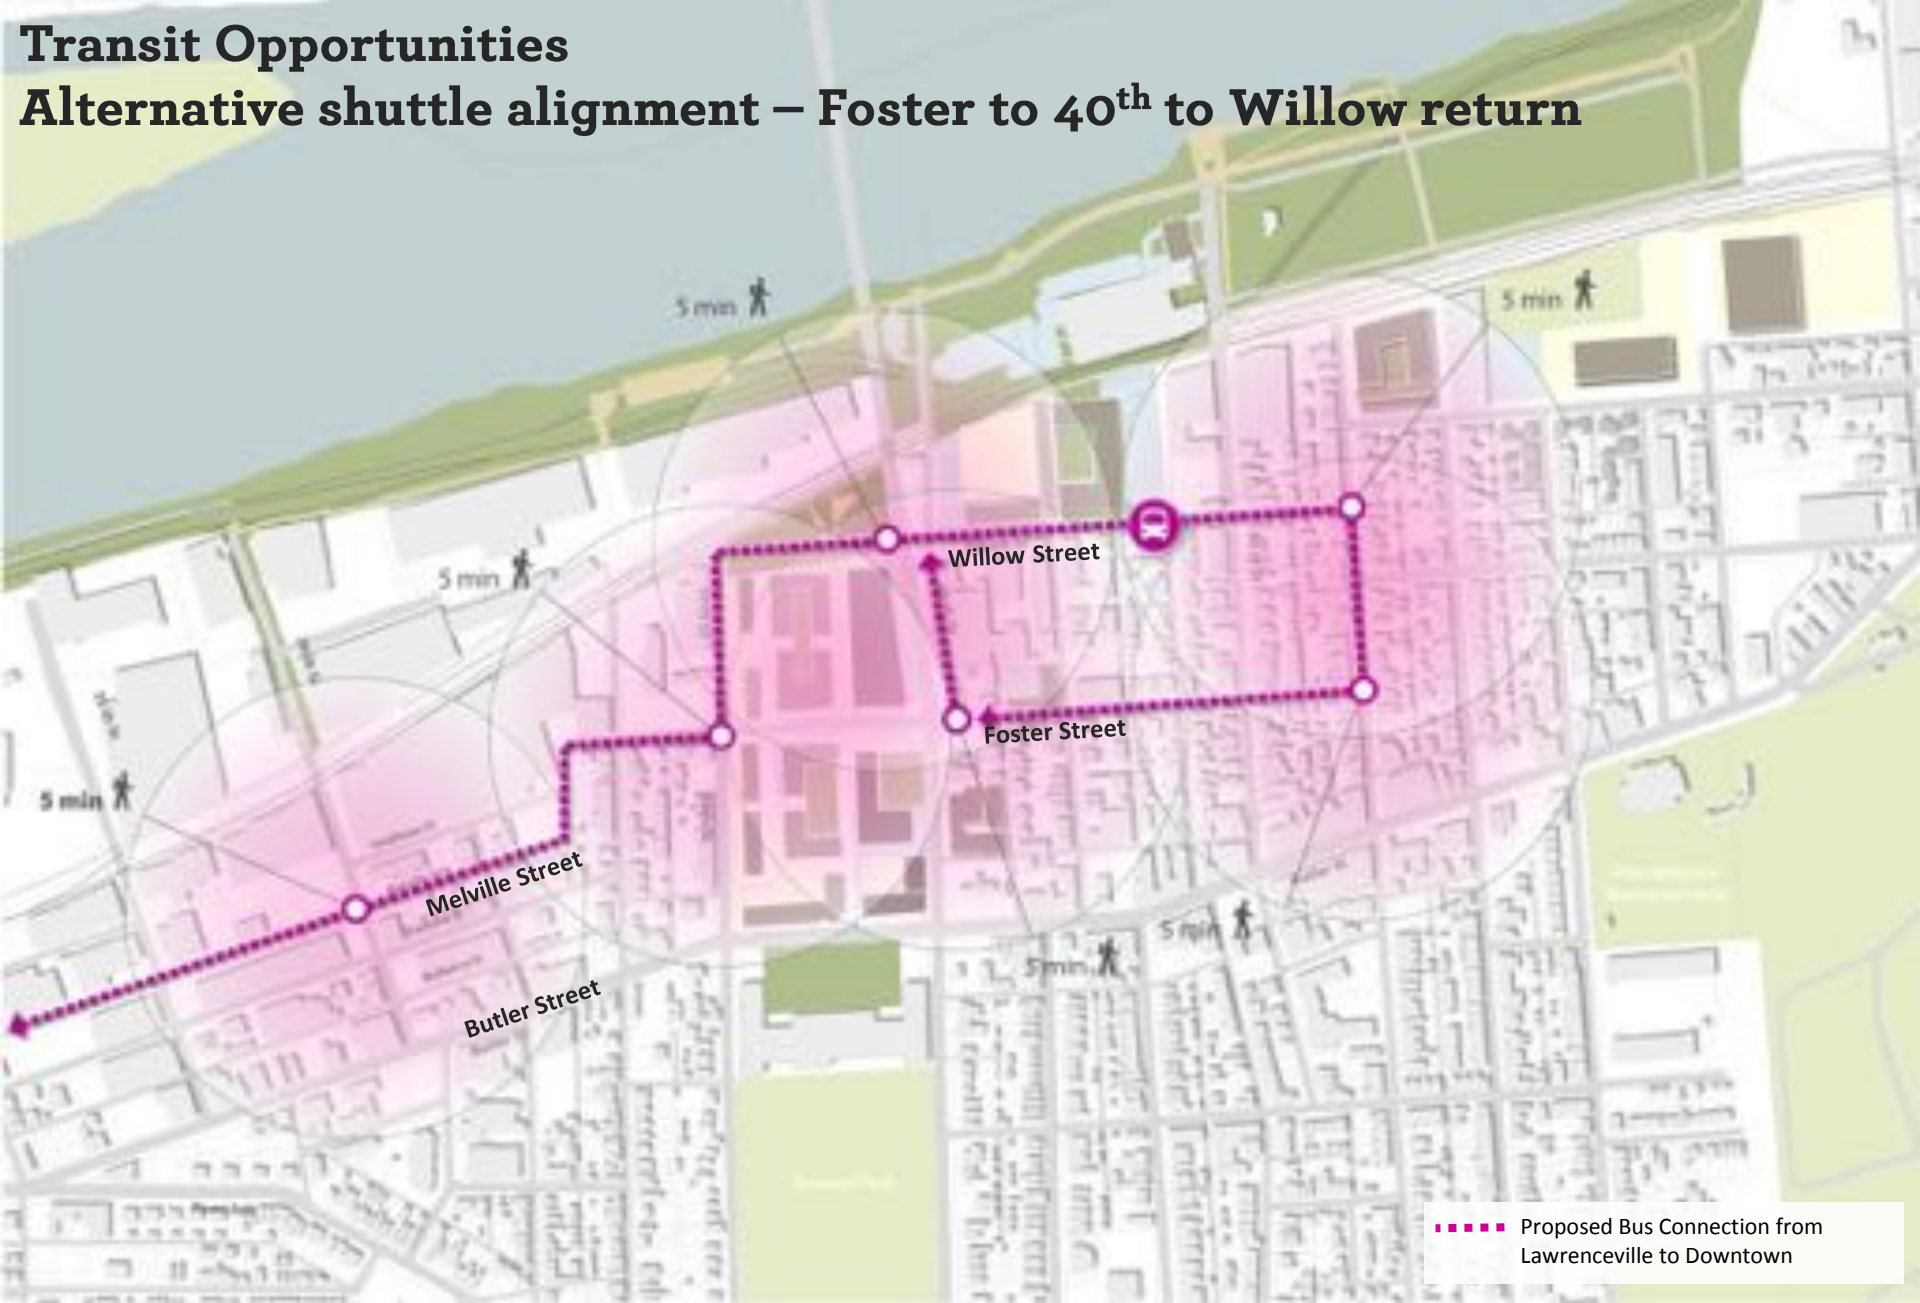 Transit Opportunities
Alternative shuttle alignment – Foster to 40th to Willow return
5 min
5 min
5 min
5 min
5 min
5 min
Willow Street
Foster Street
Melville Street
Butler Street
Proposed Bus Connection from
Lawrenceville to Downtown